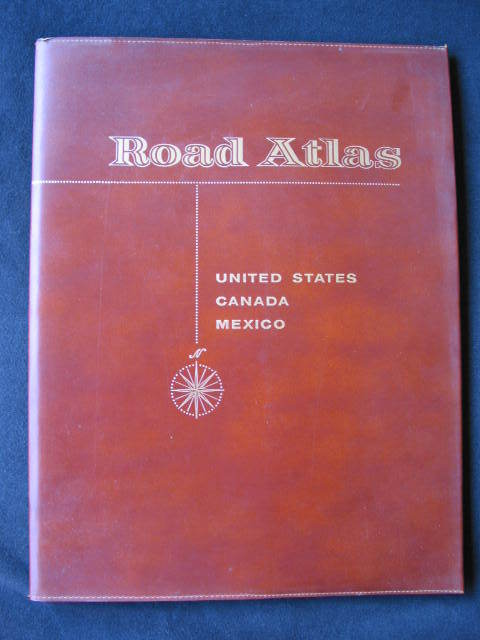 Road Atlas
UNITED STATES
CANADA
MEXICO
N